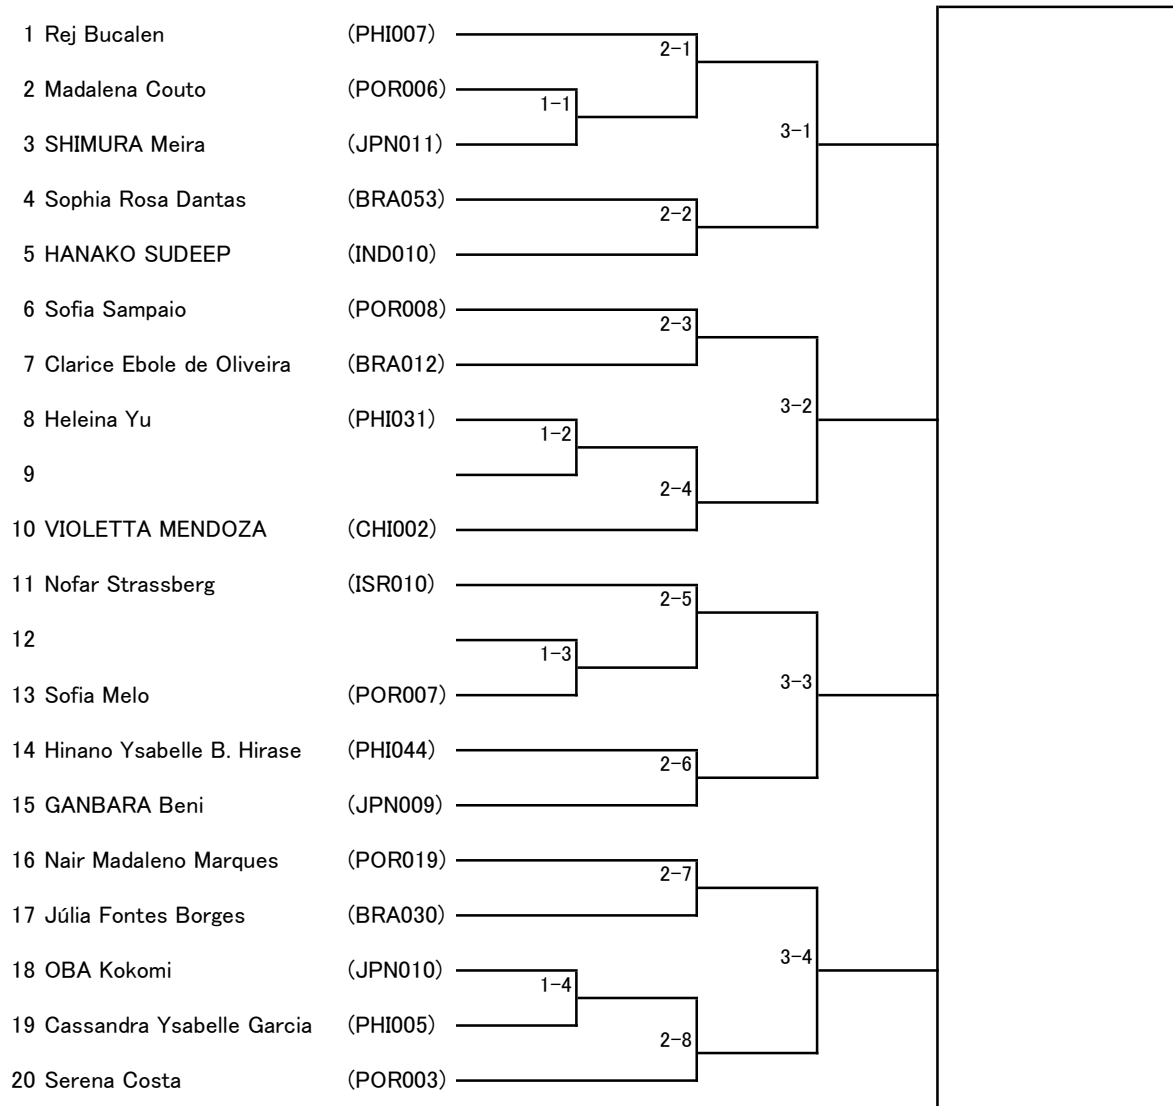 1 Rej Bucalen (PHI007)
2-1
2 Madalena Couto (POR006)
1-1
3 SHIMURA Meira (JPN011)
3-1
4 Sophia Rosa Dantas (BRA053)
2-2
5 HANAKO SUDEEP (IND010)
6 Sofia Sampaio (POR008)
2-3
7 Clarice Ebole de Oliveira (BRA012)
3-2
8 Heleina Yu (PHI031)
1-2
9
2-4
10 VIOLETTA MENDOZA (CHI002)
11 Nofar Strassberg (ISR010)
2-5
12
1-3
13 Sofia Melo (POR007)
3-3
14 Hinano Ysabelle B. Hirase (PHI044)
2-6
15 GANBARA Beni (JPN009)
16 Nair Madaleno Marques (POR019)
2-7
17 Júlia Fontes Borges (BRA030)
3-4
18 OBA Kokomi (JPN010)
1-4
19 Cassandra Ysabelle Garcia (PHI005)
2-8
20 Serena Costa (POR003)